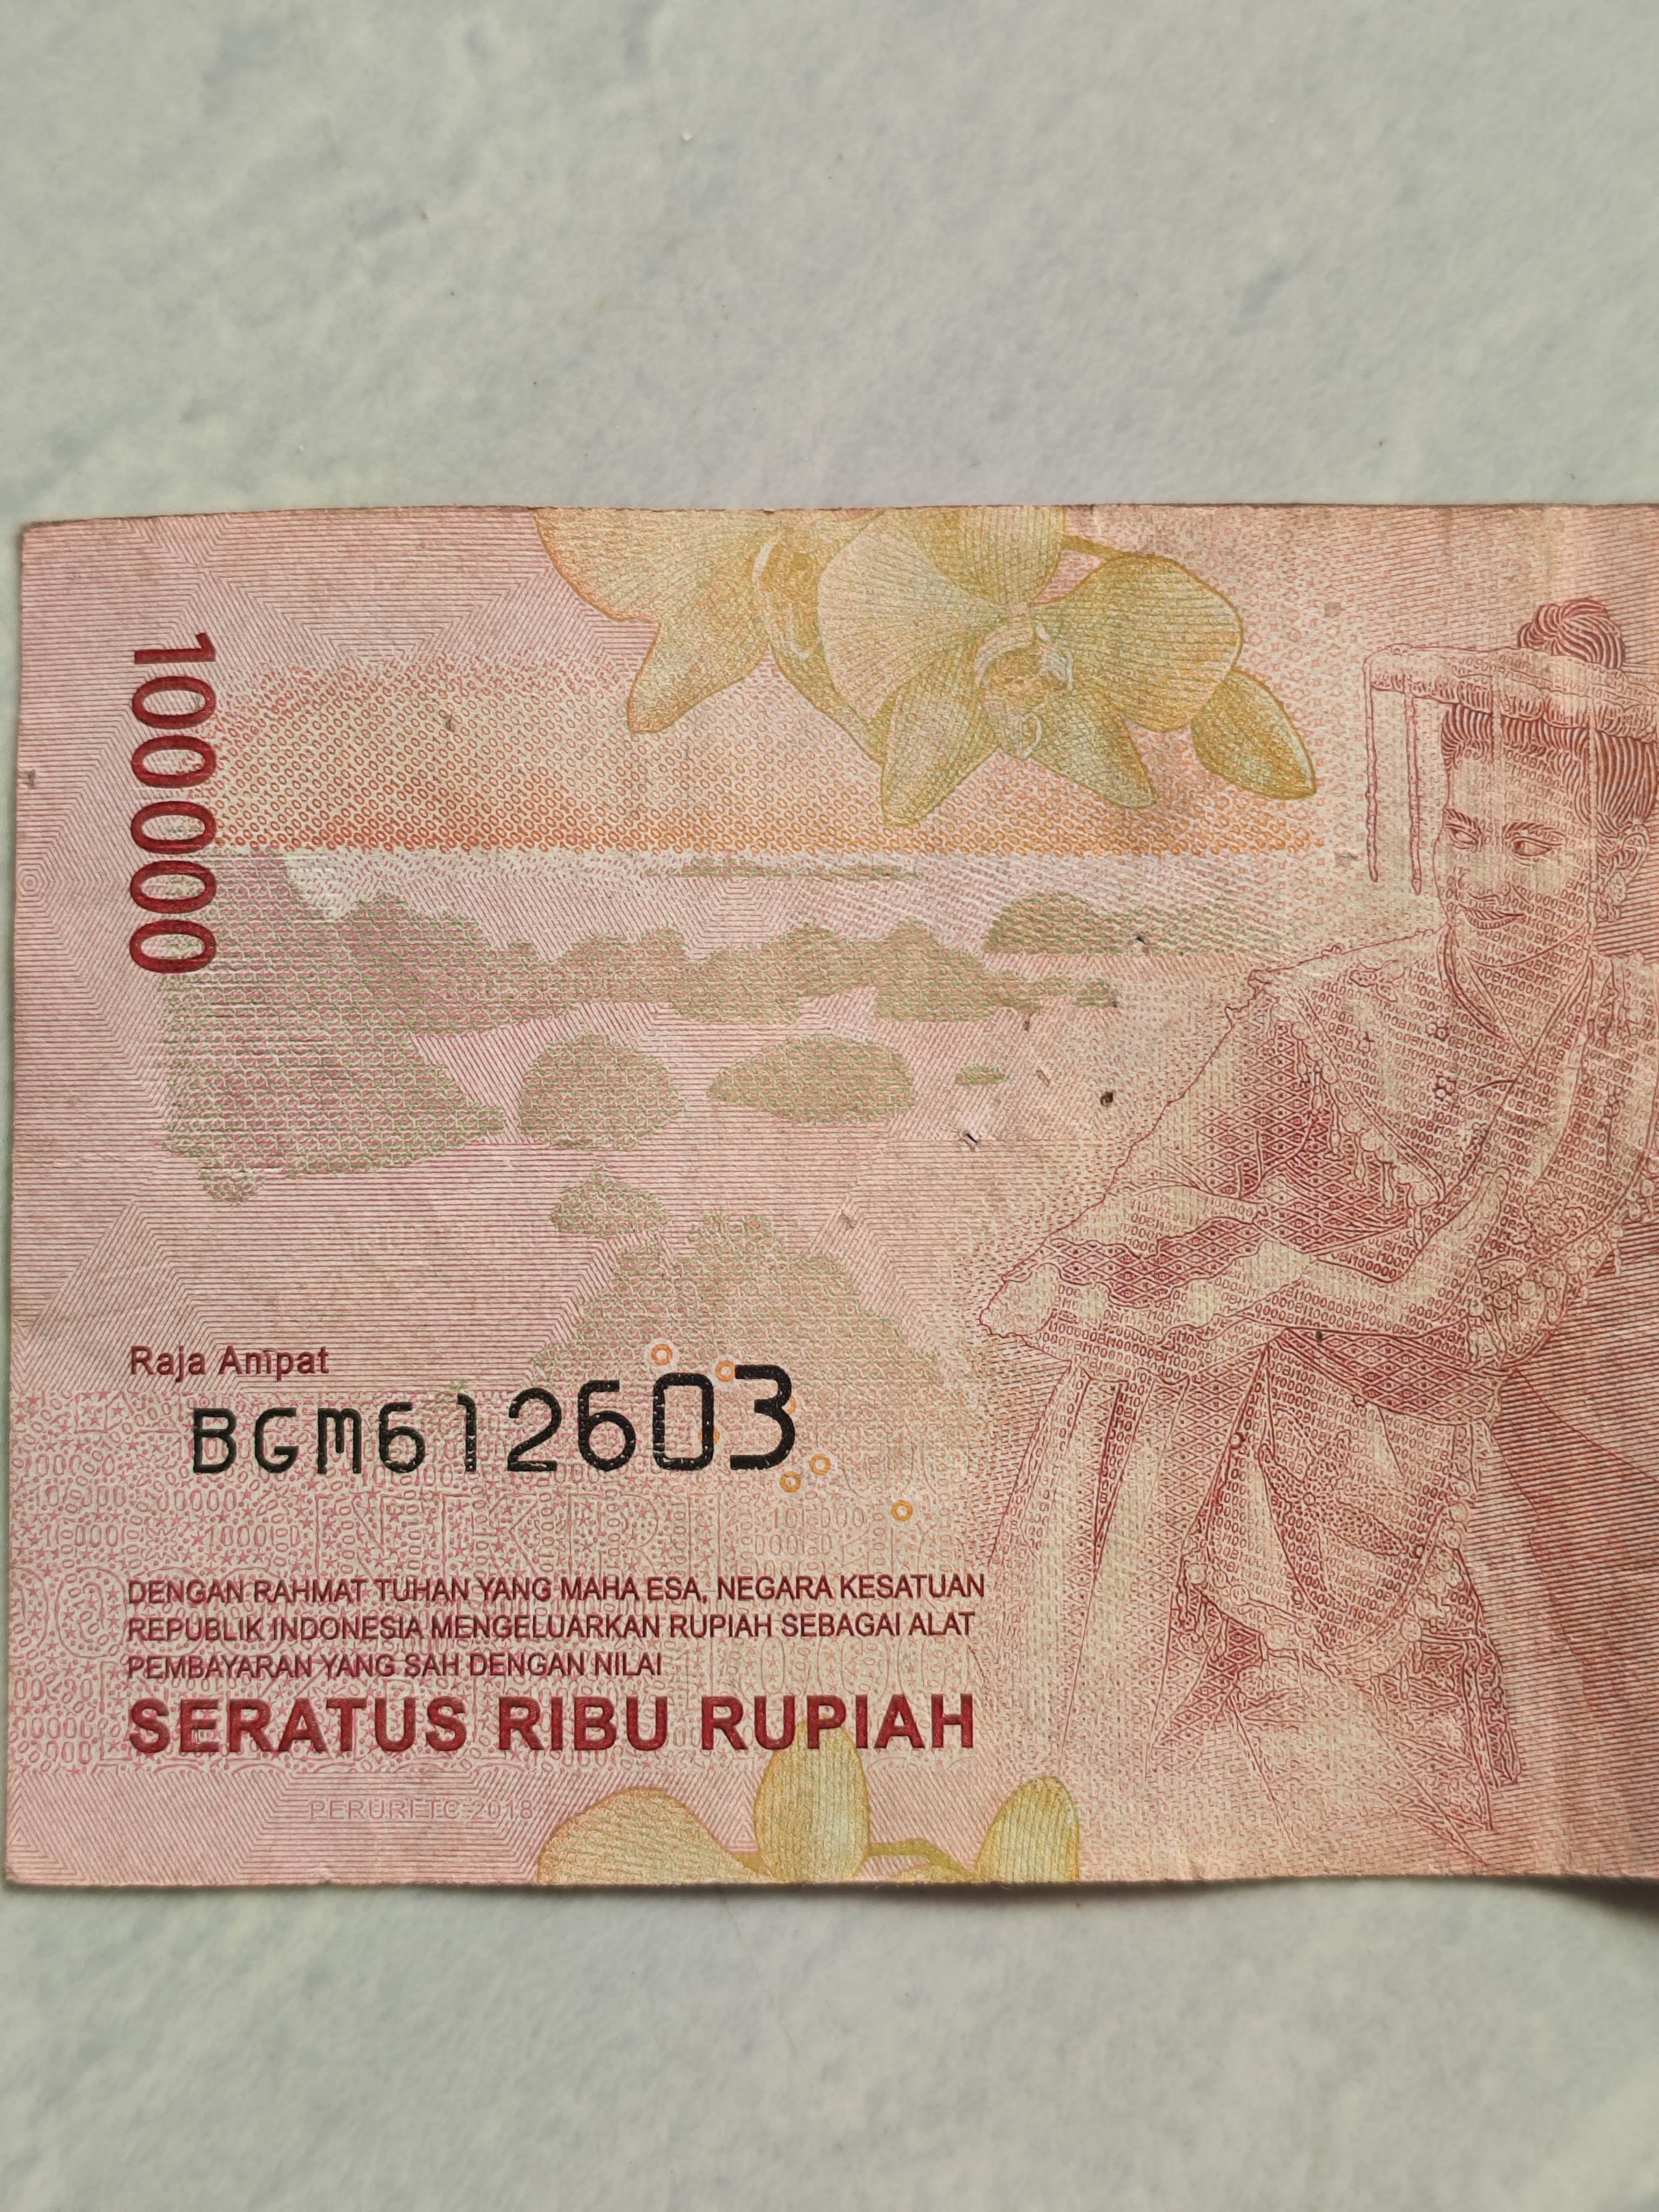 100000
Raja Ampat
BGM612603
NKRI
DENGAN RAHMAT TUHAN YANG MAHA ESA, NEGARA KESATUAN
REPUBLIK INDONESIA MENGELUARKAN RUPIAH SEBAGAI ALAT
PEMBAYARAN YANG SAH DENGAN NILAI
SERATUS RIBU RUPIAH
PERURI TC 2018